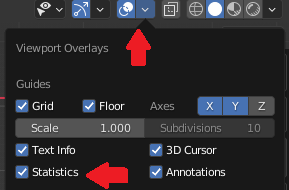 Viewport Overlays
Guides
Grid Floor Axes X Y Z
Scale 1.000 Subdivisions 10
Text Info 3D Cursor
Statistics Annotations